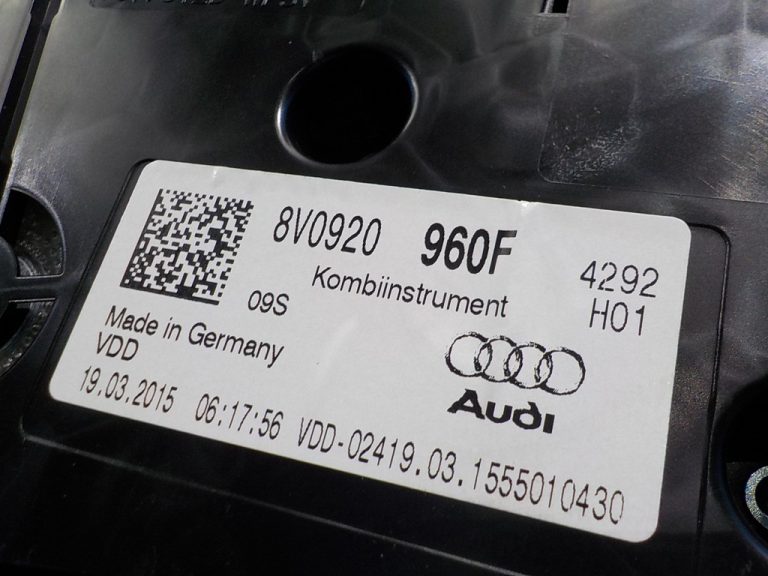 8V0920 960F
4292
Kombiinstrument
H01
09S
Made in Germany
VDD
Audi
19.03.2015 06:17:56 VDD-02419.03.1555010430